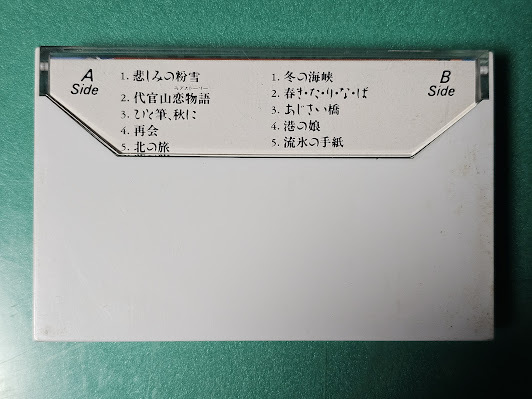 A Side
1. 悲しみの粉雪
2. 代官山恋物語
3. ひと筆、秋に
4. 再会
5. 北の旅
B Side
1. 冬の海峡
2. 春き・た・り・な・ば
3. あじさい橋
4. 港の娘
5. 流氷の手紙